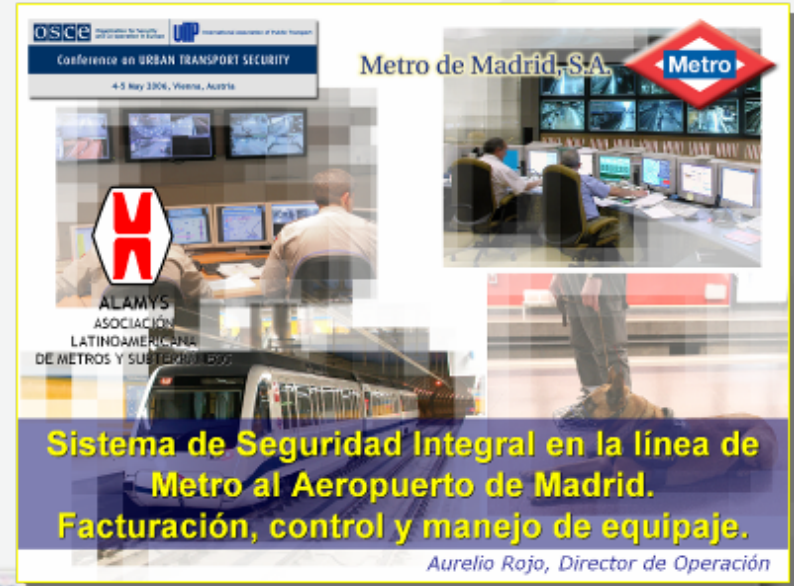 OSCE Organization for Security and Co-operation in Europe
UITP International Association of Public Transport
Conference on URBAN TRANSPORT SECURITY
4-5 May 2006, Vienna, Austria
Metro de Madrid, S.A.
Metro
ALAMYS
ASOCIACIÓN
LATINOAMERICANA
DE METROS Y SUBTERRÁNEOS
Sistema de Seguridad Integral en la línea de
Metro al Aeropuerto de Madrid.
Facturación, control y manejo de equipaje.
Aurelio Rojo, Director de Operación